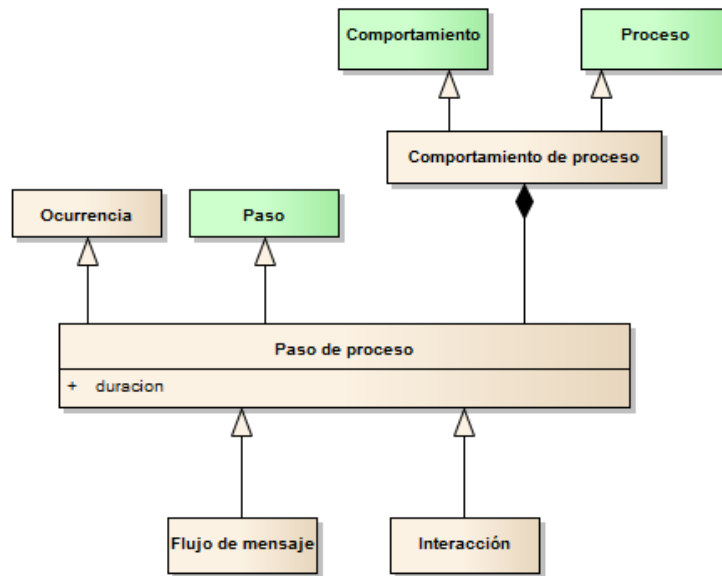 Comportamiento
Proceso
Comportamiento de proceso
Ocurrencia
Paso
Paso de proceso
+ duracion
Flujo de mensaje
Interacción